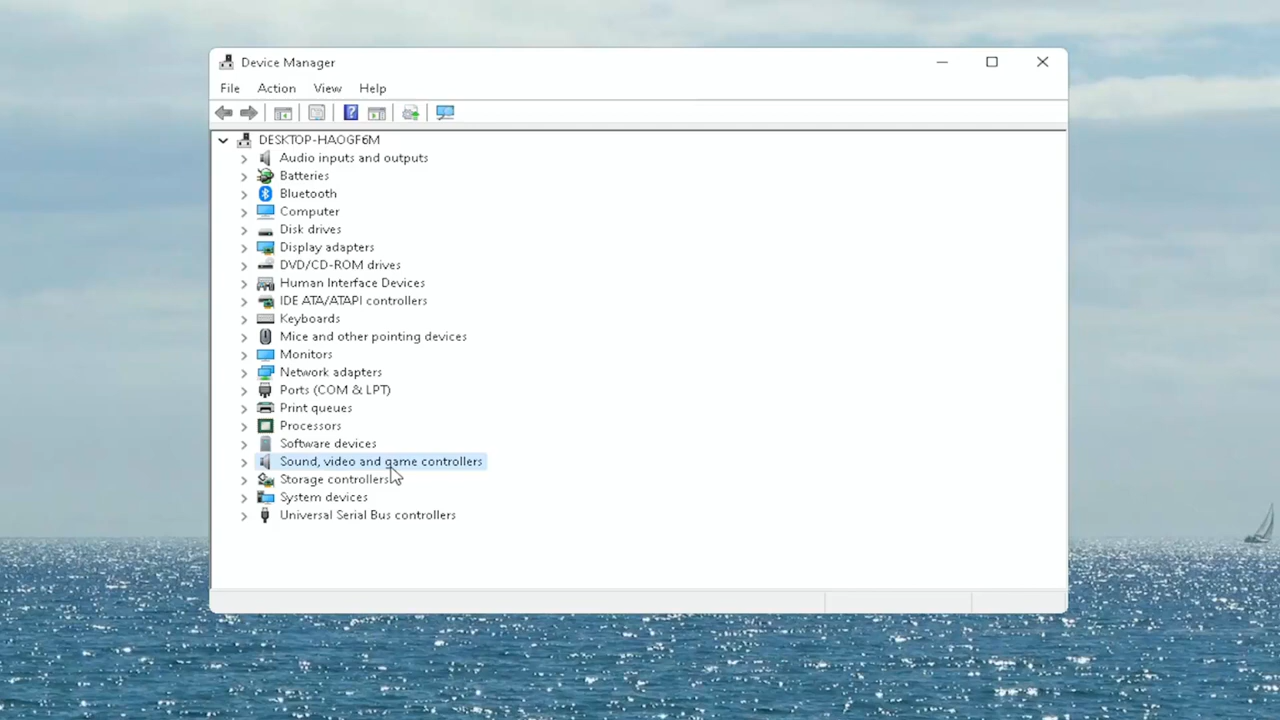 Device Manager
File Action View Help
DESKTOP-HAOGF6M
Audio inputs and outputs
Batteries
Bluetooth
Computer
Disk drives
Display adapters
DVD/CD-ROM drives
Human Interface Devices
IDE ATA/ATAPI controllers
Keyboards
Mice and other pointing devices
Monitors
Network adapters
Ports (COM & LPT)
Print queues
Processors
Software devices
Sound, video and game controllers
Storage controllers
System devices
Universal Serial Bus controllers